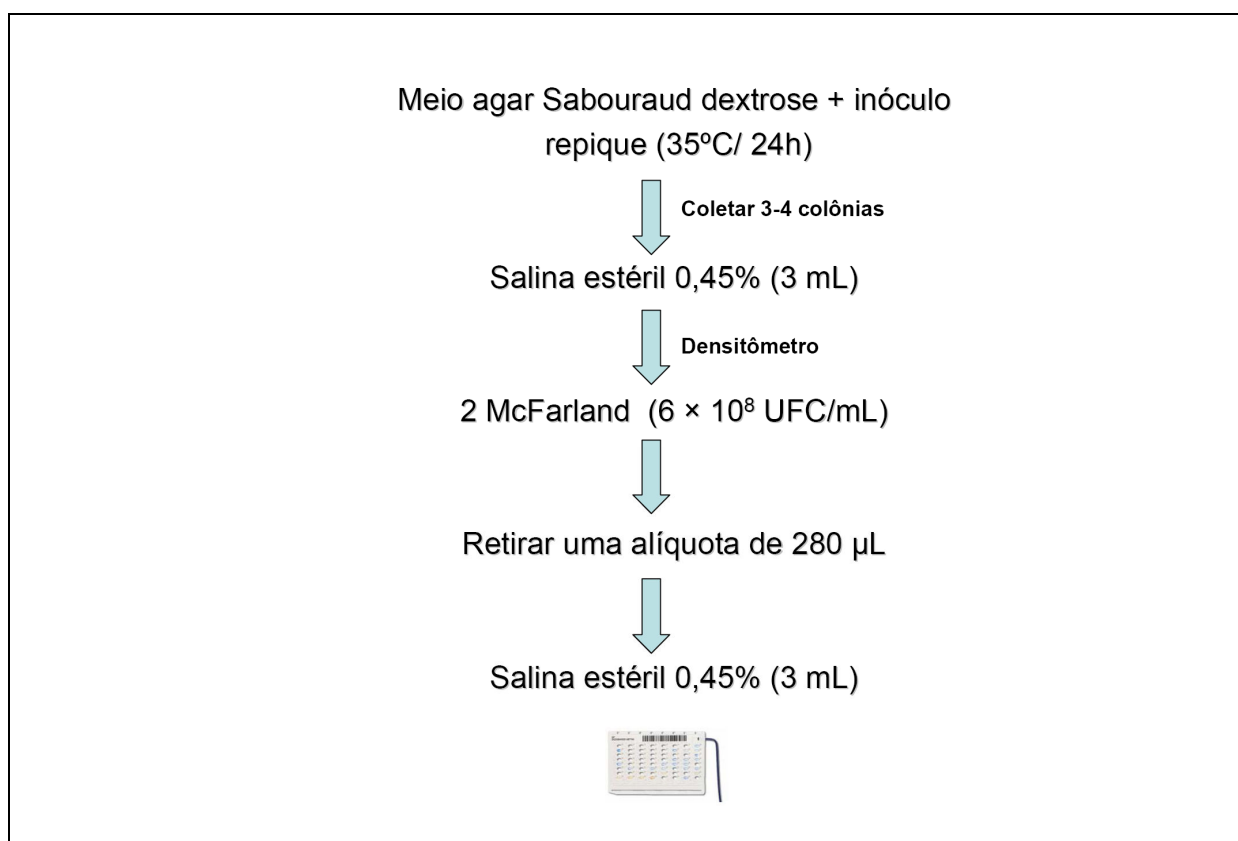 Meio agar Sabouraud dextrose + inóculo
repique (35ºC/ 24h)
Coletar 3-4 colônias
Salina estéril 0,45% (3 mL)
Densitômetro
2 McFarland (6 × 10⁸ UFC/mL)
Retirar uma alíquota de 280 µL
Salina estéril 0,45% (3 mL)